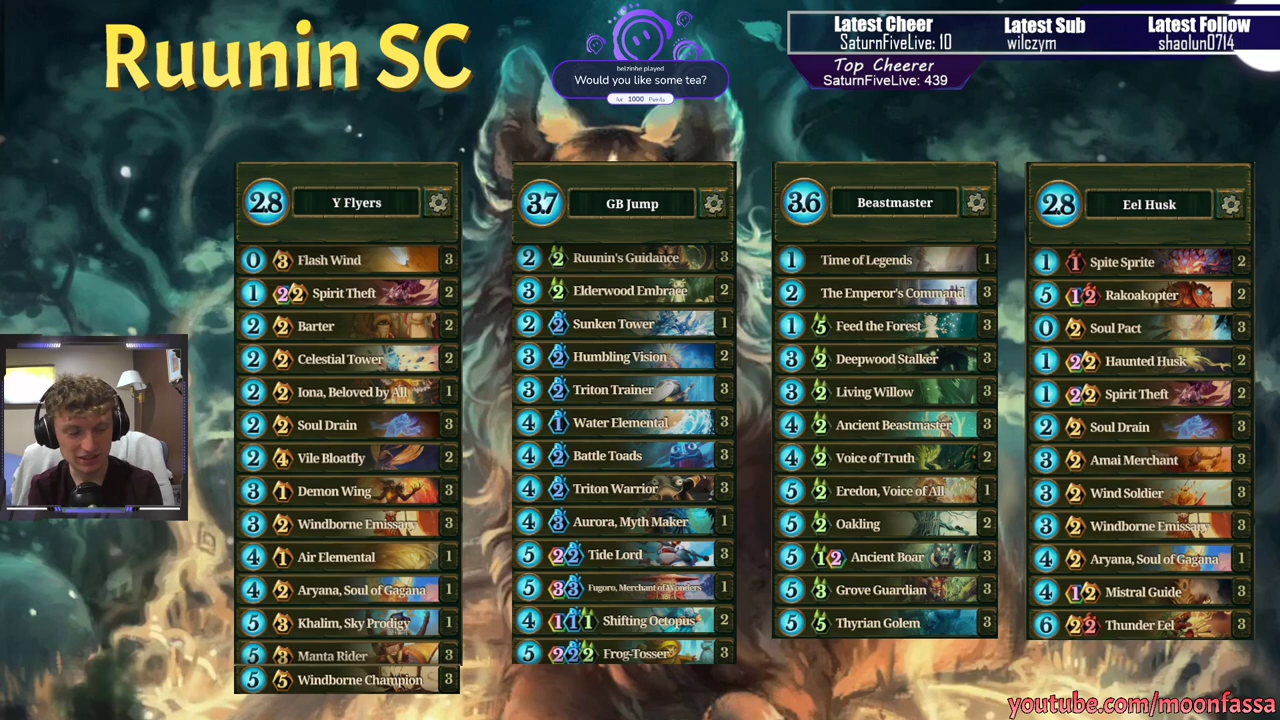 Ruunin SC
belzinhe played
Would you like some tea?
for 1000 Points
Latest Cheer
SaturnFiveLive: 10
Latest Sub
wilczym
Latest Follow
shaolun0714
Top Cheerer
SaturnFiveLive: 439
2.8 Y Flyers
0 3 Flash Wind 3
1 2 2 Spirit Theft 2
2 2 Barter 2
2 2 Celestial Tower 2
2 2 Iona, Beloved by All 1
2 2 Soul Drain 3
2 4 Vile Bloatfly 2
3 1 Demon Wing 3
3 2 Windborne Emissary 3
4 1 Air Elemental 1
4 2 Aryana, Soul of Gagana 1
5 3 Khalim, Sky Prodigy 1
5 3 Manta Rider 3
5 5 Windborne Champion 3
3.7 GB Jump
2 2 Ruunin's Guidance 3
3 2 Elderwood Embrace 2
2 2 Sunken Tower 1
3 2 Humbling Vision 2
3 2 Triton Trainer 3
4 1 Water Elemental 3
4 2 Battle Toads 3
4 2 Triton Warrior 3
4 3 Aurora, Myth Maker 1
5 2 2 Tide Lord 3
5 3 3 Fugoro, Merchant of Wonders 1
4 1 1 1 Shifting Octopus 2
5 2 2 2 Frog-Tosser 3
3.6 Beastmaster
1 Time of Legends 1
2 The Emperor's Command 3
1 5 Feed the Forest 3
3 2 Deepwood Stalker 3
3 2 Living Willow 3
4 2 Ancient Beastmaster 3
4 2 Voice of Truth 2
5 2 Eredon, Voice of All 1
5 2 Oakling 2
5 1 2 Ancient Boar 3
5 3 Grove Guardian 3
5 5 Thyrian Golem 3
2.8 Eel Husk
1 1 Spite Sprite 2
5 1 2 Rakoakopter 2
0 2 Soul Pact 3
1 2 2 Haunted Husk 2
1 2 2 Spirit Theft 2
2 2 Soul Drain 3
3 2 Amai Merchant 3
3 2 Wind Soldier 3
3 2 Windborne Emissary 3
4 2 Aryana, Soul of Gagana 1
4 1 2 Mistral Guide 3
6 2 2 Thunder Eel 3
youtube.com/moonfassa